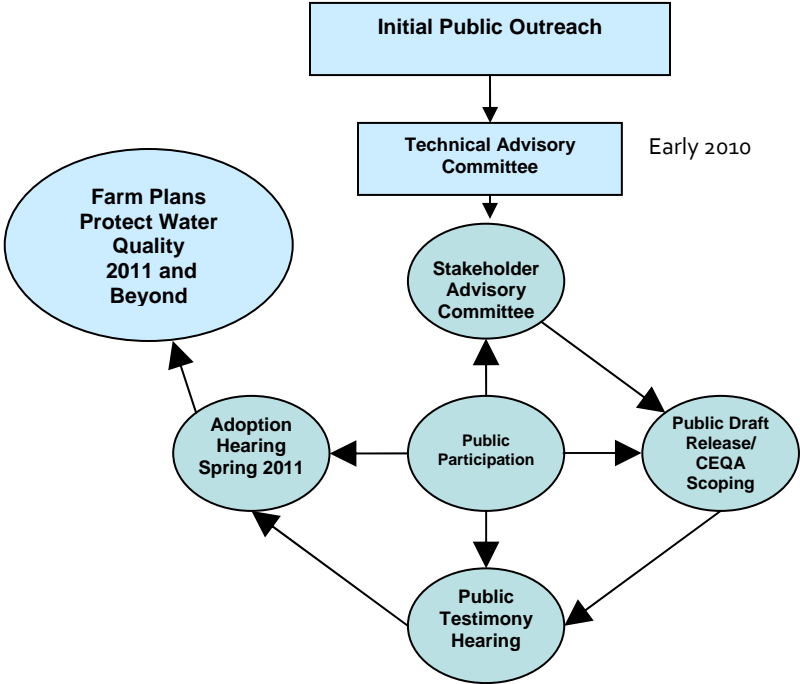 Initial Public Outreach
Technical Advisory
Committee
Early 2010
Farm Plans
Protect Water
Quality
2011 and
Beyond
Stakeholder
Advisory
Committee
Adoption
Hearing
Spring 2011
Public
Participation
Public Draft
Release/
CEQA
Scoping
Public
Testimony
Hearing